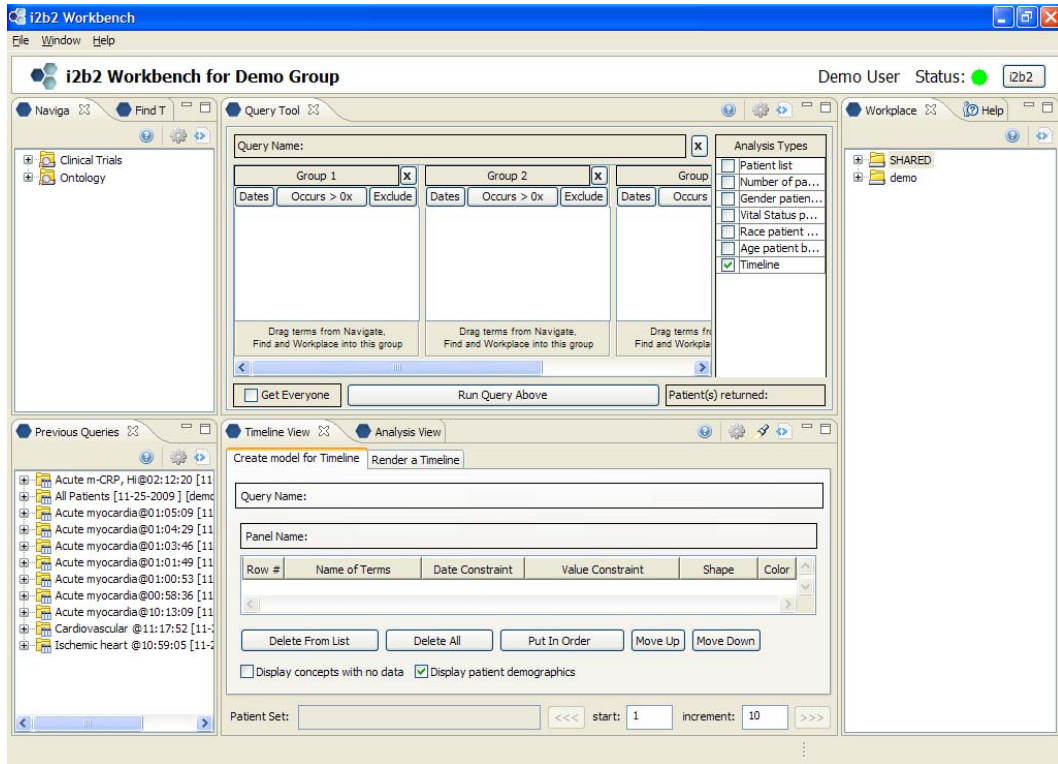 i2b2 Workbench
File Window Help
i2b2 Workbench for Demo Group
Demo User Status: i2b2
Naviga
Find T
Clinical Trials
Ontology
Query Tool
Query Name:
X
Group 1 X
Dates Occurs > 0x Exclude
Drag terms from Navigate,
Find and Workplace into this group
Group 2 X
Dates Occurs > 0x Exclude
Drag terms from Navigate,
Find and Workplace into this group
Group
Dates Occurs
Drag terms fro
Find and Workpla
Analysis Types
Patient list
Number of pa...
Gender patien...
Vital Status p...
Race patient ...
Age patient b...
Timeline
Get Everyone
Run Query Above
Patient(s) returned:
Workplace
Help
SHARED
demo
Previous Queries
Acute m-CRP, Hi@02:12:20 [11
All Patients [11-25-2009 ] [demo
Acute myocardia@01:05:09 [11
Acute myocardia@01:04:29 [11
Acute myocardia@01:03:46 [11
Acute myocardia@01:01:49 [11
Acute myocardia@01:00:53 [11
Acute myocardia@00:58:36 [11
Acute myocardia@10:13:09 [11
Cardiovascular @11:17:52 [11-2
Ischemic heart @10:59:05 [11-2
Timeline View
Analysis View
Create model for Timeline
Render a Timeline
Query Name:
Panel Name:
Row # Name of Terms Date Constraint Value Constraint Shape Color
Delete From List Delete All Put In Order Move Up Move Down
Display concepts with no data Display patient demographics
Patient Set: <<< start: 1 increment: 10 >>>